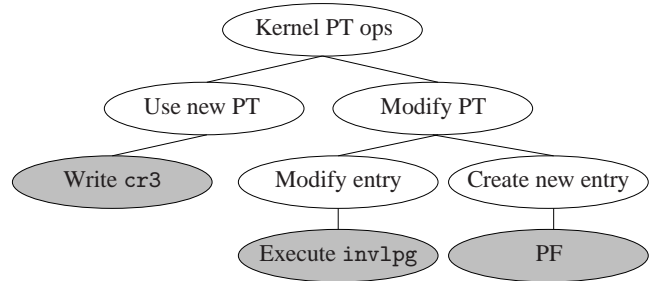 Kernel PT ops
Use new PT
Modify PT
Write cr3
Modify entry
Create new entry
Execute invlpg
PF